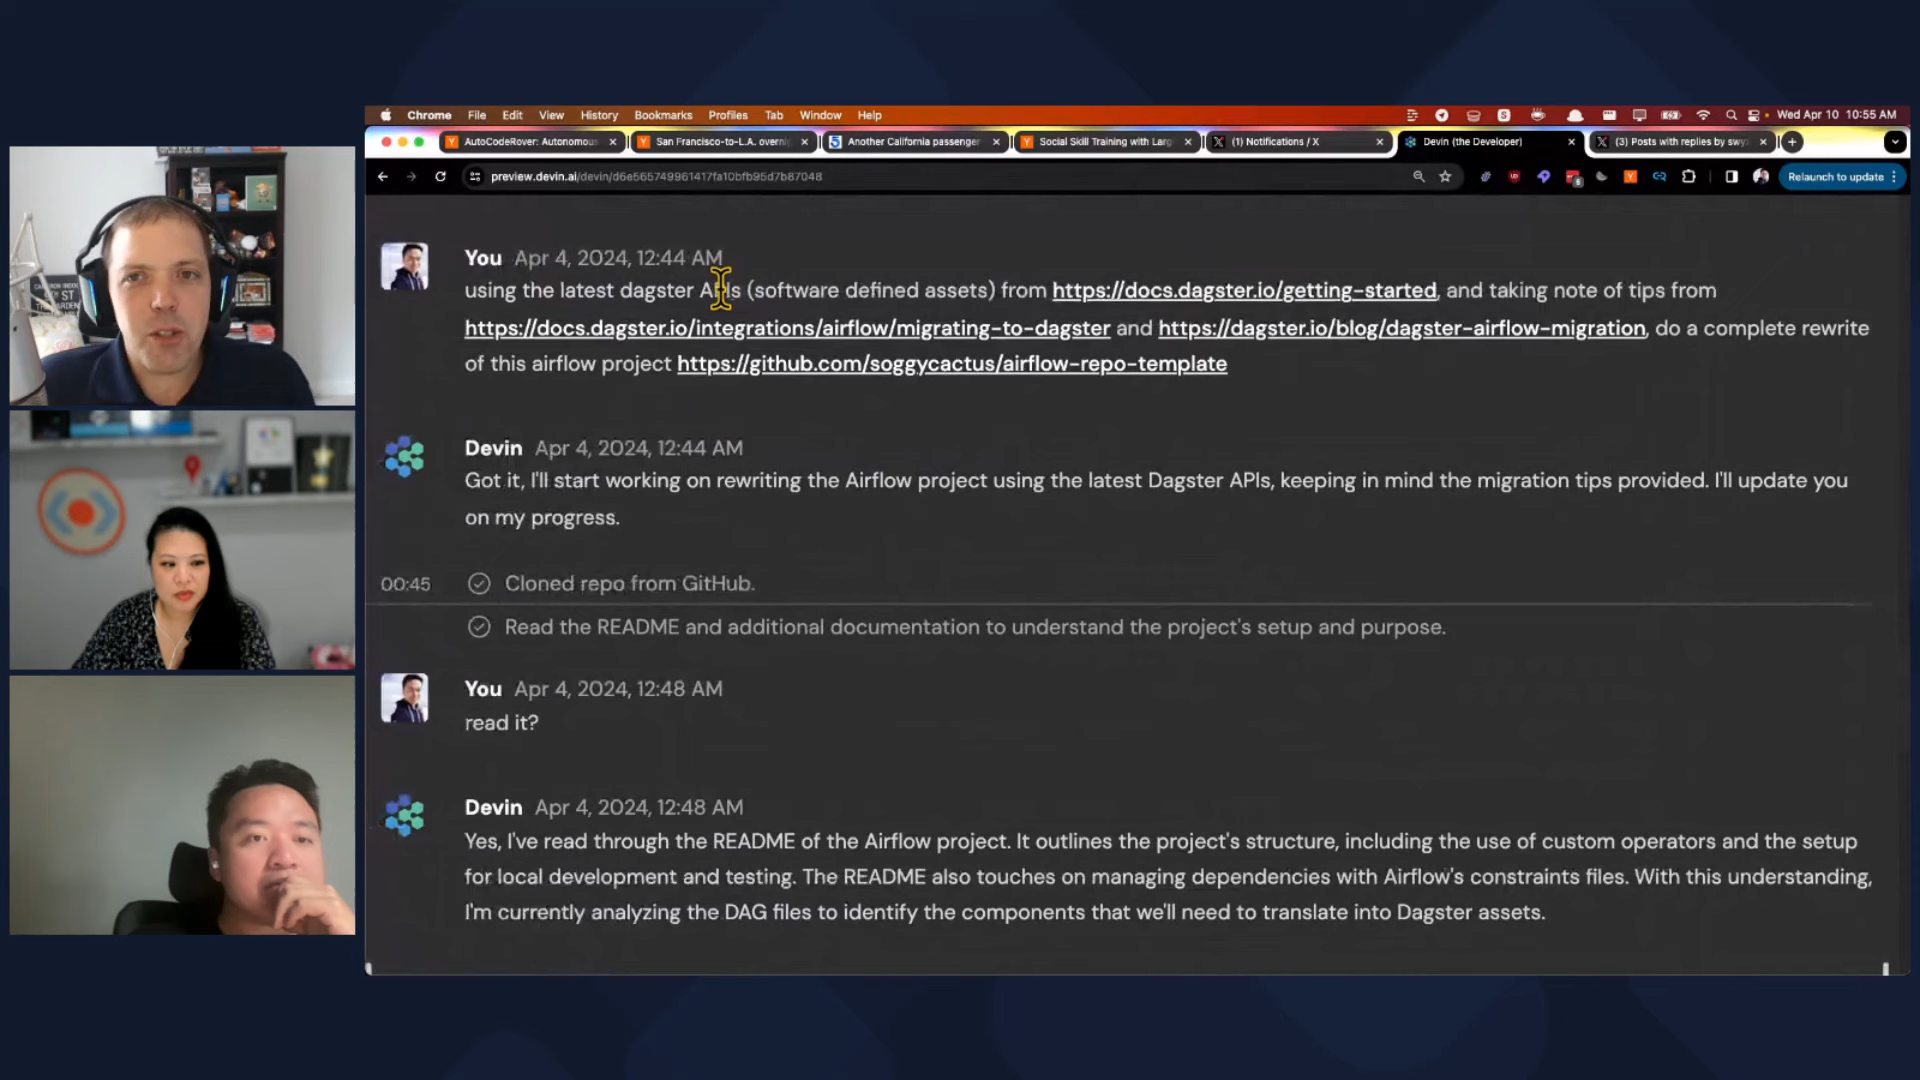 Chrome File Edit View History Bookmarks Profiles Tab Window Help Wed Apr 10 10:55 AM
AutoCodeRover: Autonomous San Francisco-to-L.A. overni Another California passenger Social Skill Training with Larg (1) Notifications / X Devin (the Developer) (3) Posts with replies by swy
preview.devin.ai/devin/d6e565749961417fa10bfb95d7b87048 Relaunch to update
You Apr 4, 2024, 12:44 AM
using the latest dagster APIs (software defined assets) from https://docs.dagster.io/getting-started, and taking note of tips from
https://docs.dagster.io/integrations/airflow/migrating-to-dagster and https://dagster.io/blog/dagster-airflow-migration, do a complete rewrite
of this airflow project https://github.com/soggycactus/airflow-repo-template
Devin Apr 4, 2024, 12:44 AM
Got it, I'll start working on rewriting the Airflow project using the latest Dagster APIs, keeping in mind the migration tips provided. I'll update you
on my progress.
00:45 Cloned repo from GitHub.
Read the README and additional documentation to understand the project's setup and purpose.
You Apr 4, 2024, 12:48 AM
read it?
Devin Apr 4, 2024, 12:48 AM
Yes, I've read through the README of the Airflow project. It outlines the project's structure, including the use of custom operators and the setup
for local development and testing. The README also touches on managing dependencies with Airflow's constraints files. With this understanding,
I'm currently analyzing the DAG files to identify the components that we'll need to translate into Dagster assets.